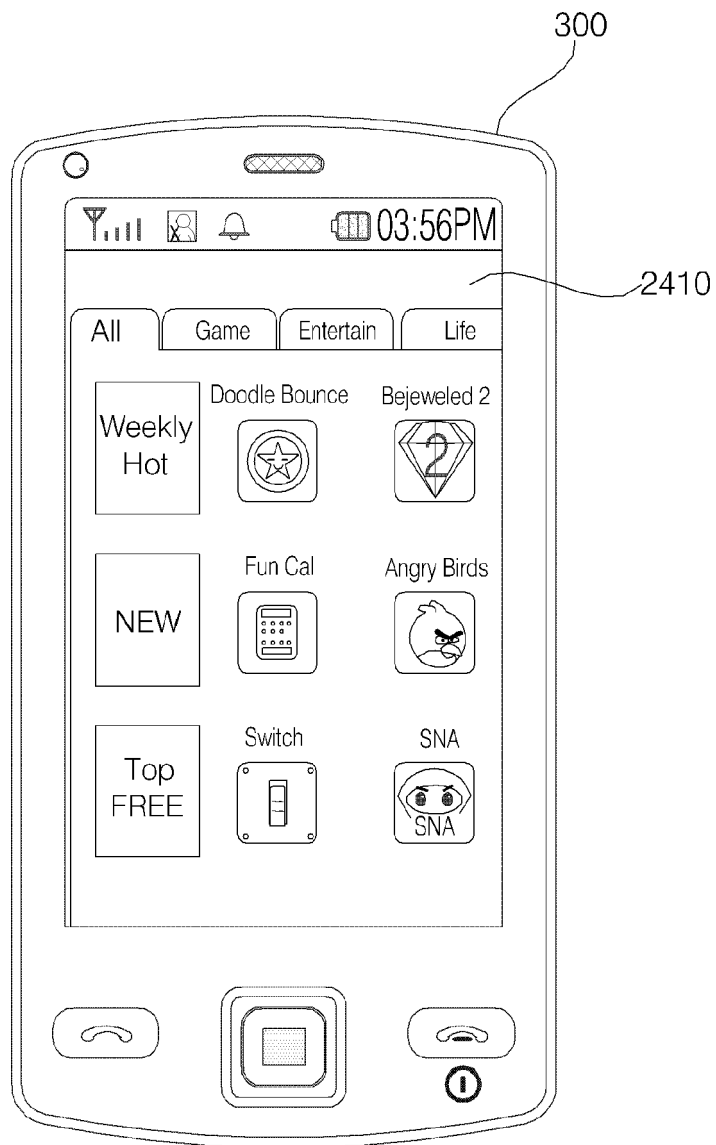 300
03:56PM
2410
All Game Entertain Life
Weekly
Hot
Doodle Bounce Bejeweled 2
2
NEW
Fun Cal Angry Birds
Top
FREE
Switch SNA
SNA